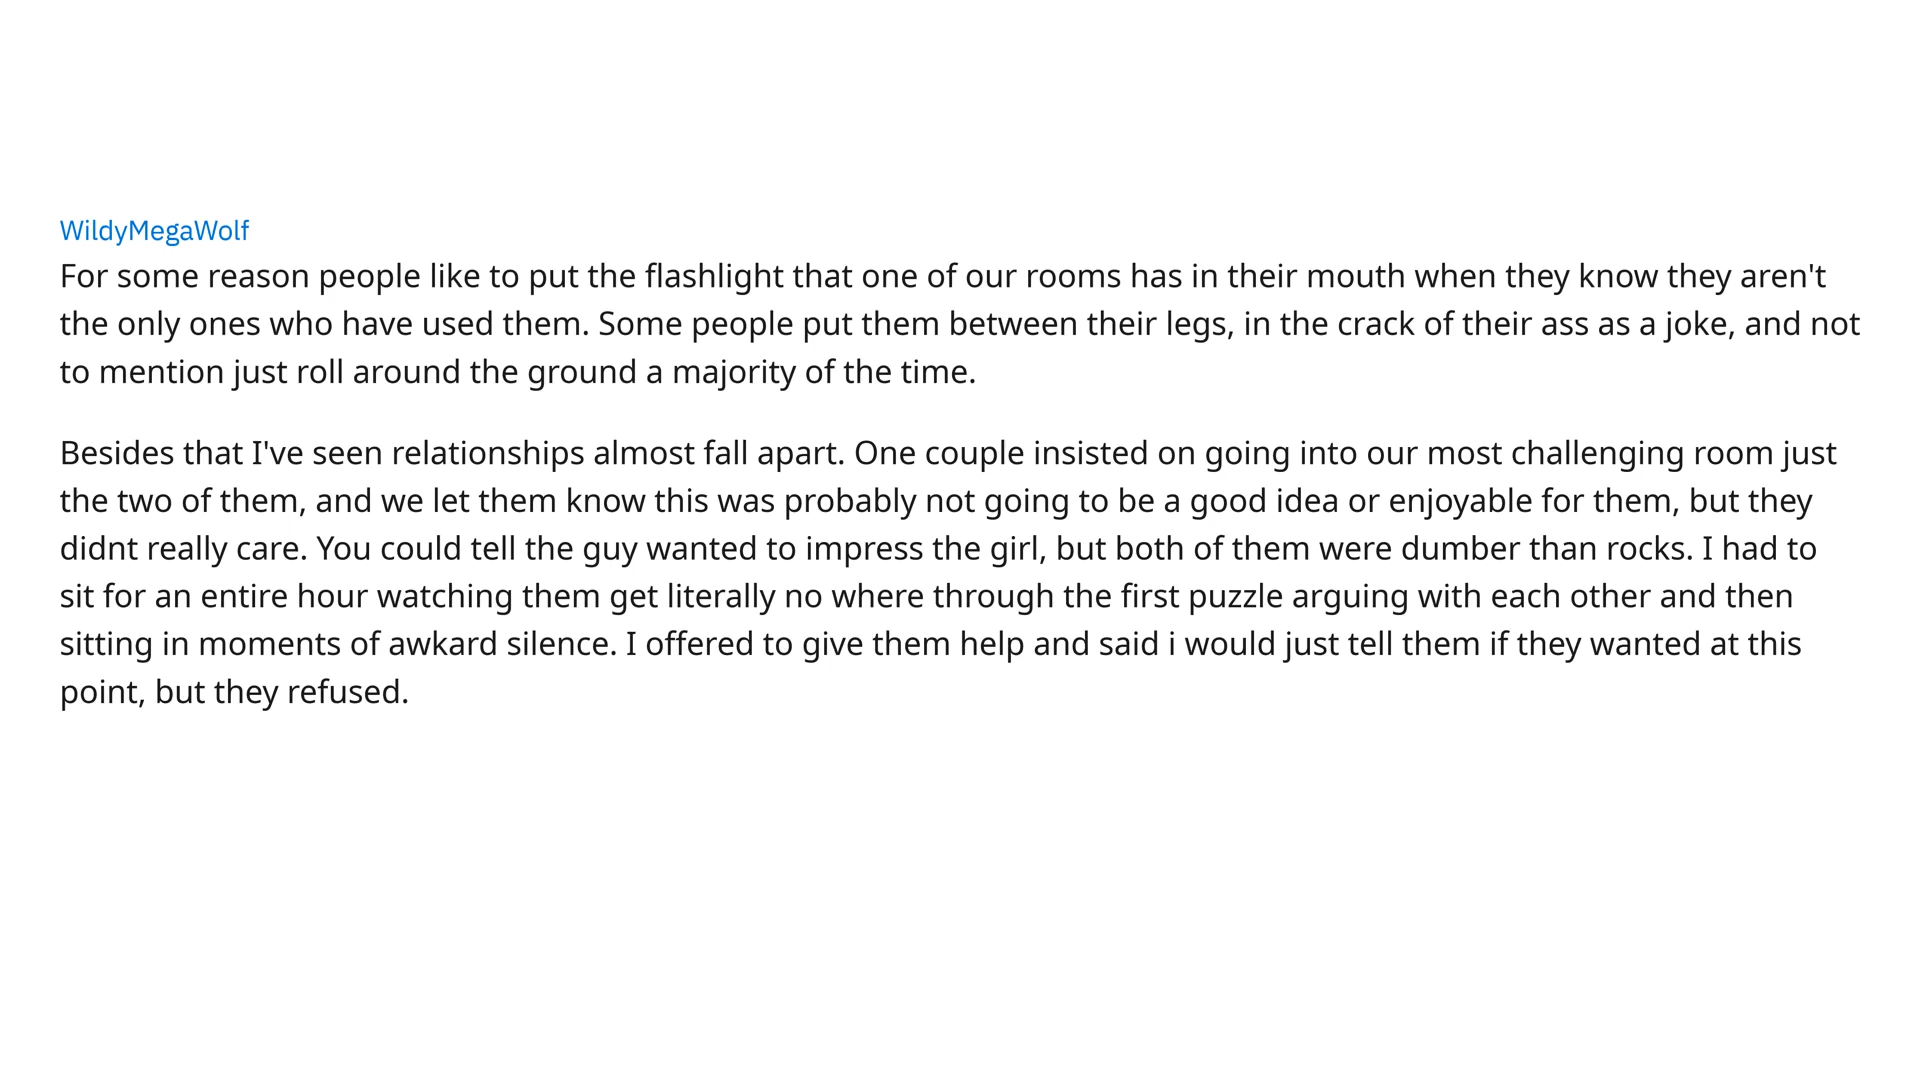 WildyMegaWolf
For some reason people like to put the flashlight that one of our rooms has in their mouth when they know they aren't
the only ones who have used them. Some people put them between their legs, in the crack of their ass as a joke, and not
to mention just roll around the ground a majority of the time.
Besides that I've seen relationships almost fall apart. One couple insisted on going into our most challenging room just
the two of them, and we let them know this was probably not going to be a good idea or enjoyable for them, but they
didnt really care. You could tell the guy wanted to impress the girl, but both of them were dumber than rocks. I had to
sit for an entire hour watching them get literally no where through the first puzzle arguing with each other and then
sitting in moments of awkard silence. I offered to give them help and said i would just tell them if they wanted at this
point, but they refused.